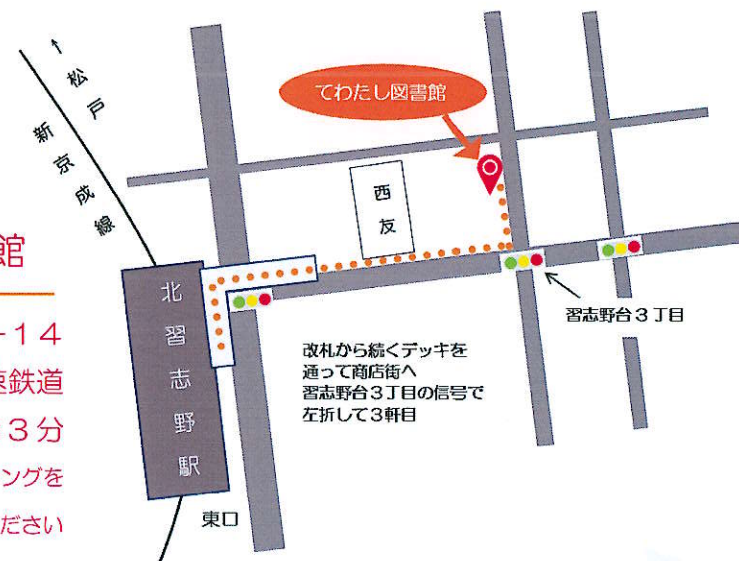 ↑松戸
新京成線
てわたし図書館
西友
北習志野駅
東口
習志野台3丁目
改札から続くデッキを
通って商店街へ
習志野台3丁目の信号で
左折して3軒目
館
-14
速鉄道
3分
ングを
ださい